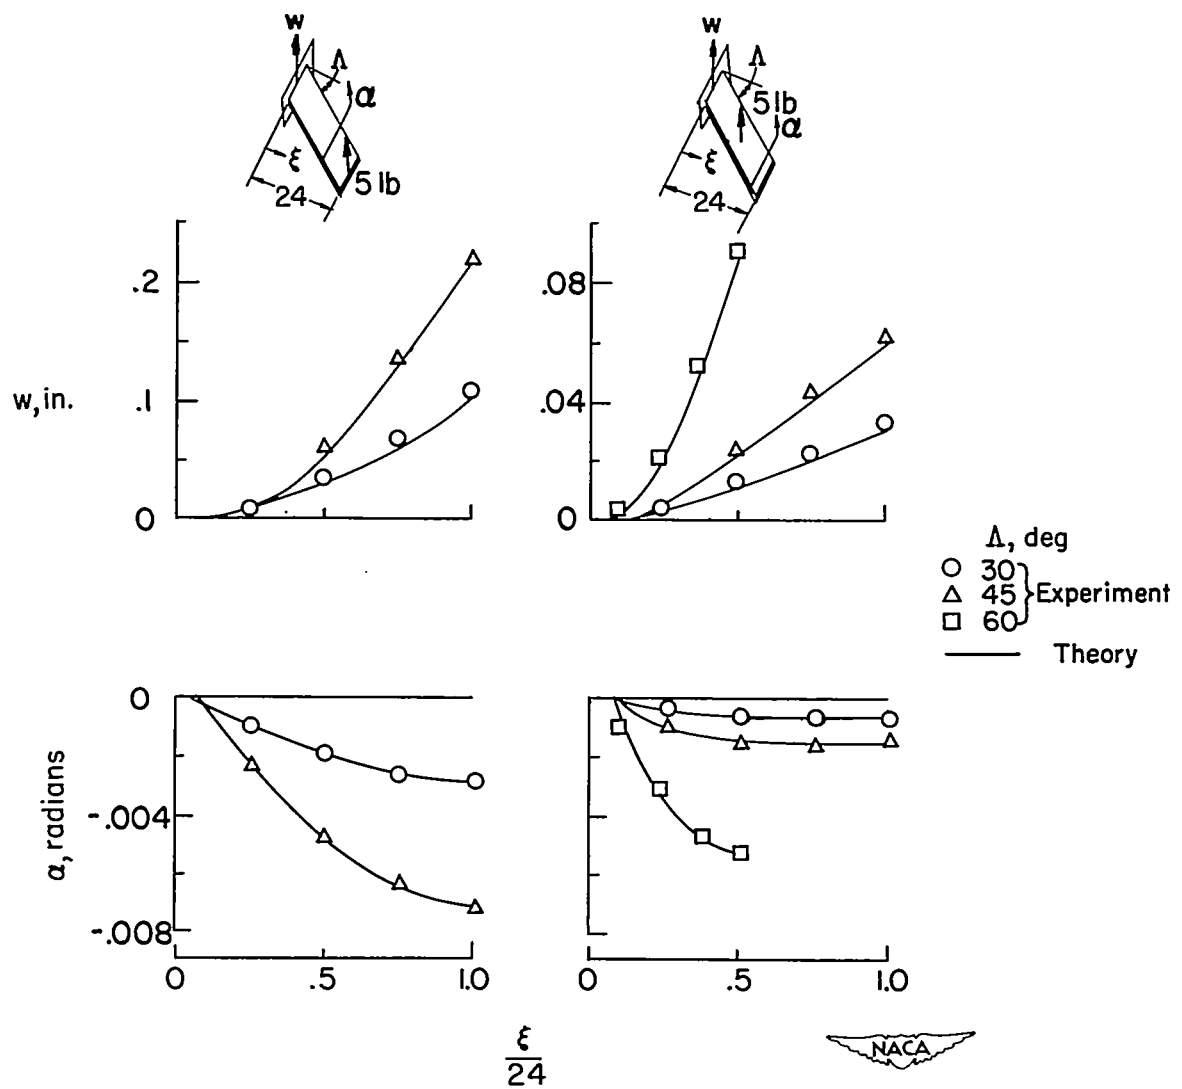 w
Λ
α
ξ
24
5 lb
w
Λ
5 lb
α
ξ
24
w, in.
.2
.1
0
.08
.04
0
Λ, deg
30
45
60
Experiment
Theory
α, radians
0
-.004
-.008
0
.5
1.0
0
.5
1.0
ξ
24
NACA